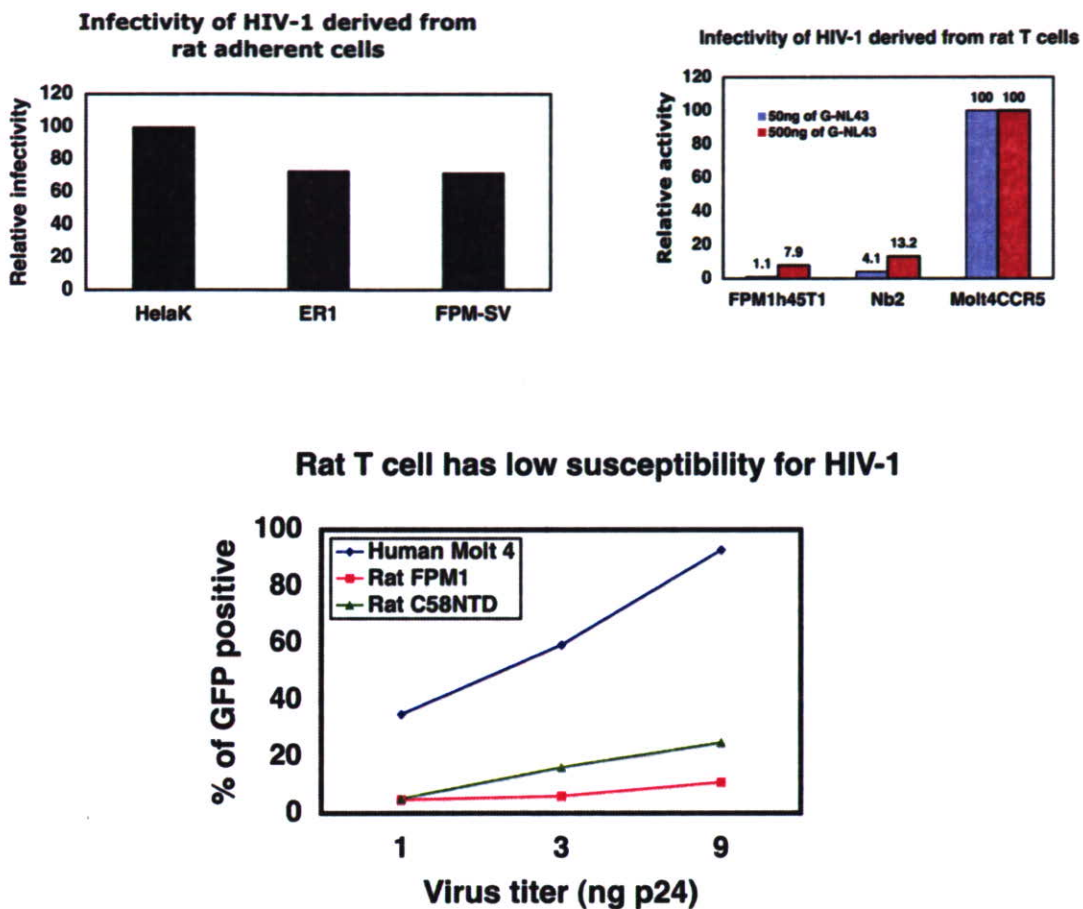 Infectivity of HIV-1 derived from
rat adherent cells
Relative infectivity
120
100
80
60
40
20
0
HelaK ER1 FPM-SV
Infectivity of HIV-1 derived from rat T cells
Relative activity
120
100
80
60
40
20
0
50ng of G-NL43
500ng of G-NL43
1.1 7.9 4.1 13.2 100 100
FPM1h45T1 Nb2 Molt4CCR5
Rat T cell has low susceptibility for HIV-1
% of GFP positive
100
80
60
40
20
0
Human Molt 4
Rat FPM1
Rat C58NTD
1 3 9
Virus titer (ng p24)